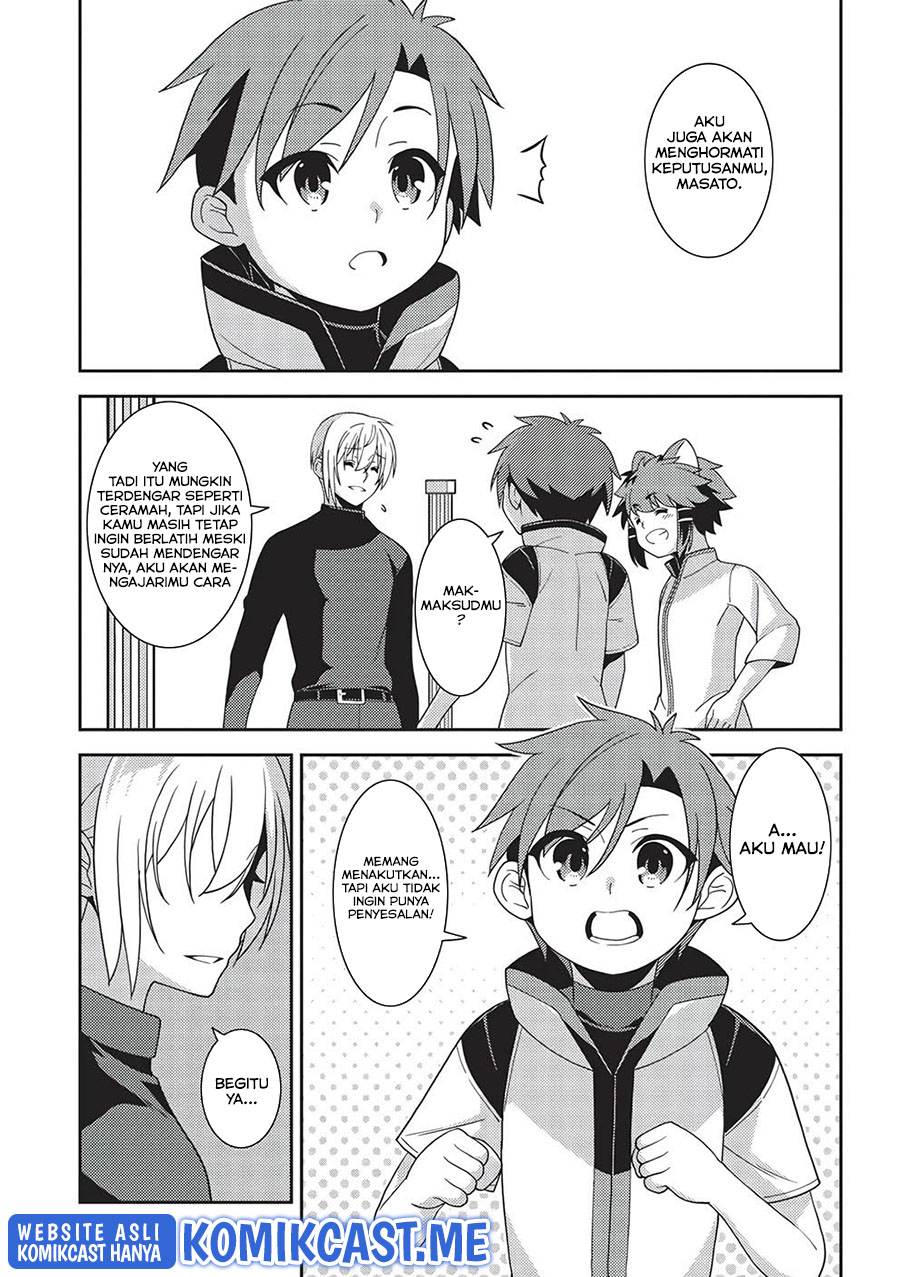 AKU
JUGA AKAN
MENGHORMATI
KEPUTUSANMU,
MASATO.
YANG
TADI ITU MUNGKIN
TERDENGAR SEPERTI
CERAMAH, TAPI JIKA
KAMU MASIH TETAP
INGIN BERLATIH MESKI
SUDAH MENDENGAR
NYA, AKU AKAN ME-
NGAJARIMU CARA
MAK-
MAKSUDMU
?
A...
AKU MAU!
MEMANG
MENAKUTKAN...
TAPI AKU TIDAK
INGIN PUNYA
PENYESALAN!
BEGITU
YA...
WEBSITE ASLI
KOMIKCAST HANYA
KOMIKCAST.ME